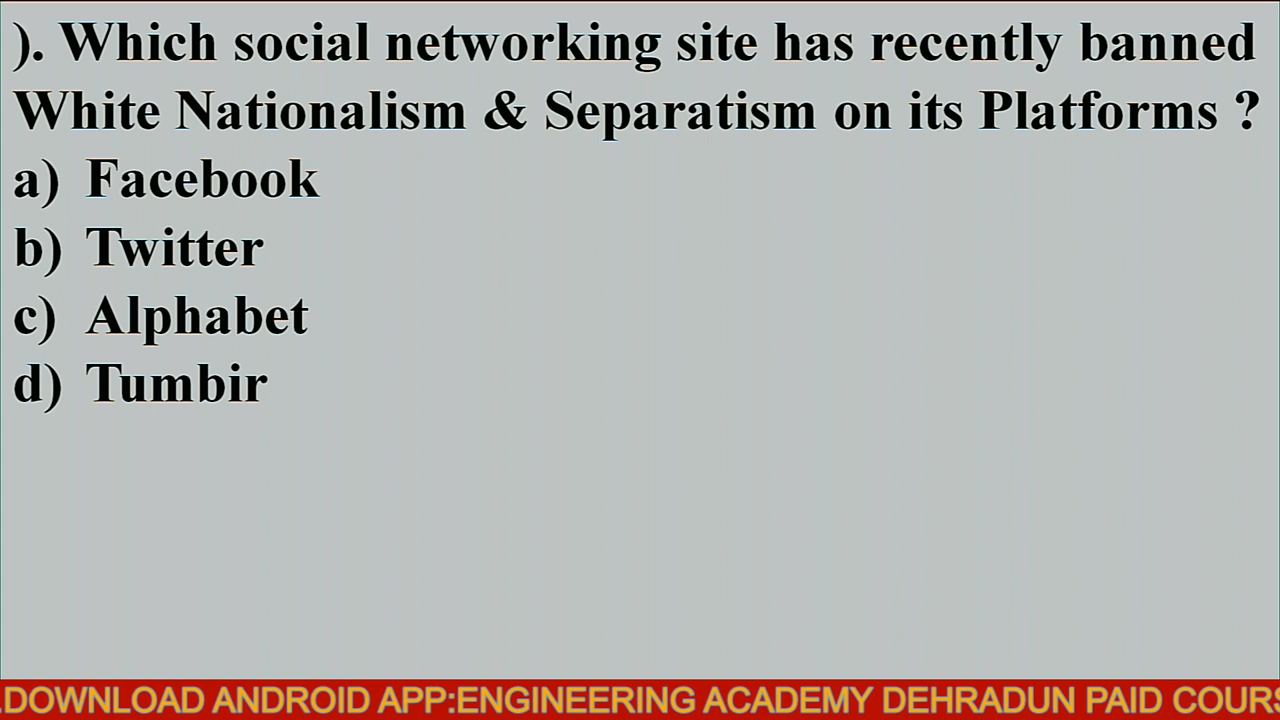 ). Which social networking site has recently banned
White Nationalism & Separatism on its Platforms ?
a) Facebook
b) Twitter
c) Alphabet
d) Tumbir
.DOWNLOAD ANDROID APP:ENGINEERING ACADEMY DEHRADUN PAID COURS